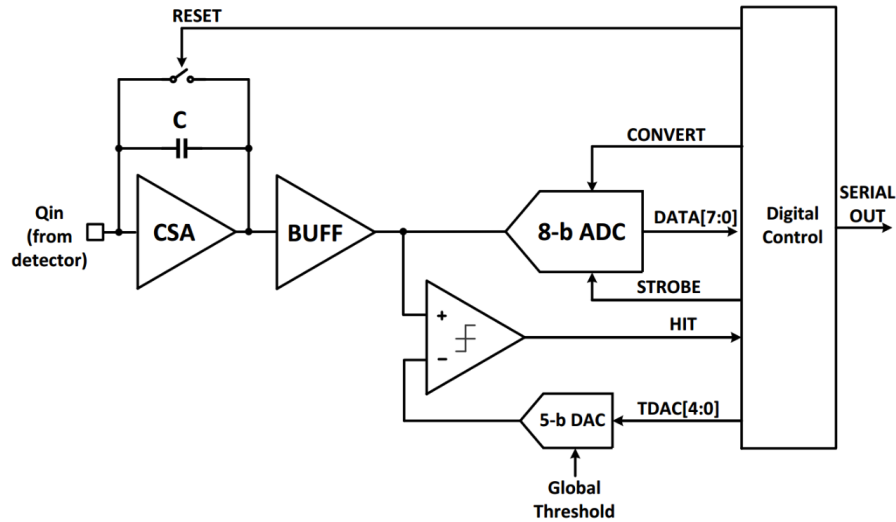 RESET
C
CONVERT
Qin
(from
detector)
CSA
BUFF
8-b ADC
DATA[7:0]
Digital
Control
SERIAL
OUT
STROBE
+
HIT
−
5-b DAC
TDAC[4:0]
Global
Threshold